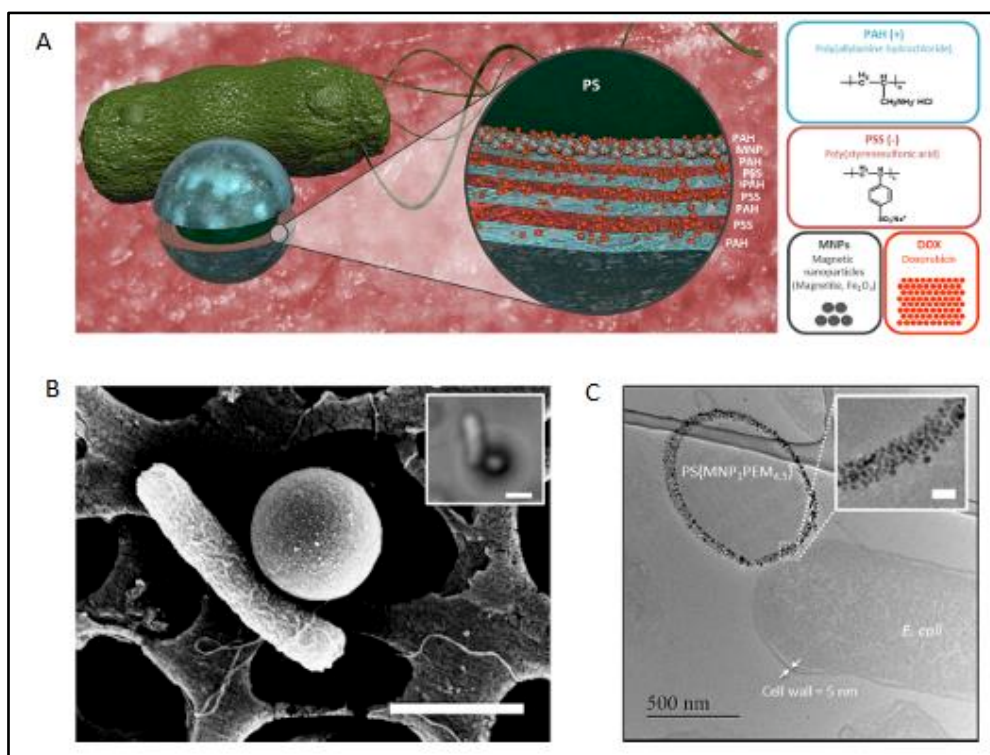 A
PS
PAH
MNP
PAH
PSS
PAH
PSS
PAH
PSS
PAH
PAH (+)
Poly(allylamine hydrochloride)
PSS (-)
Poly(styrenesulfonic acid)
MNPs
Magnetic
nanoparticles
(Magnetite,
DOX
Doxorubicin
B
C
PS(MNP₁PEM₄.₅)
E. coli
Cell wall = 5 nm
500 nm